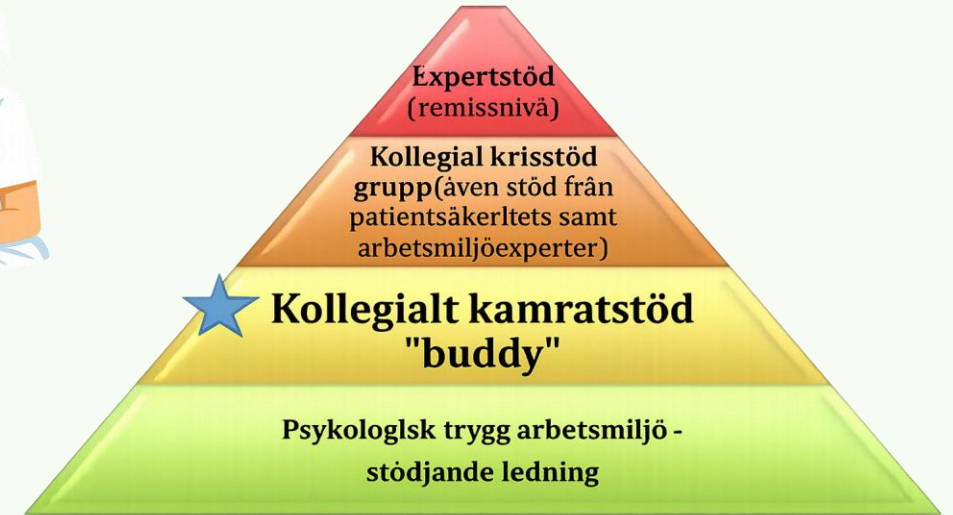 Expertstöd
(remissnivå)
Kollegial krisstöd
grupp(även stöd från
patientsäkerltets samt
arbetsmiljöexperter)
Kollegialt kamratstöd
"buddy"
Psykologlsk trygg arbetsmiljö -
stödjande ledning